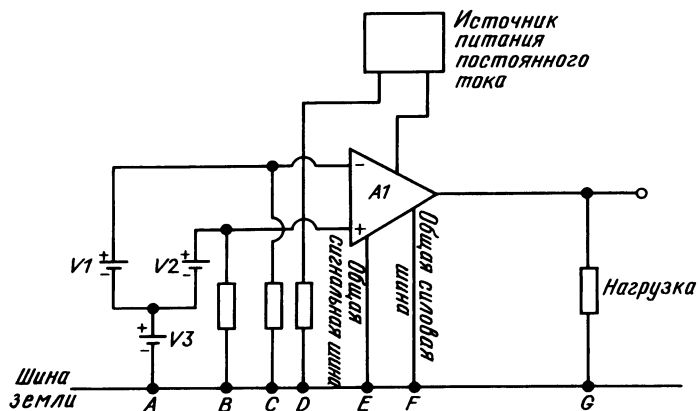 Источник
питания
постоянного
тока
−
A1
+
+
−
V1
V2
+
−
+
−
V3
Общая
сигнальная шина
Общая силовая
шина
Нагрузка
Шина
земли
A B C D E F G